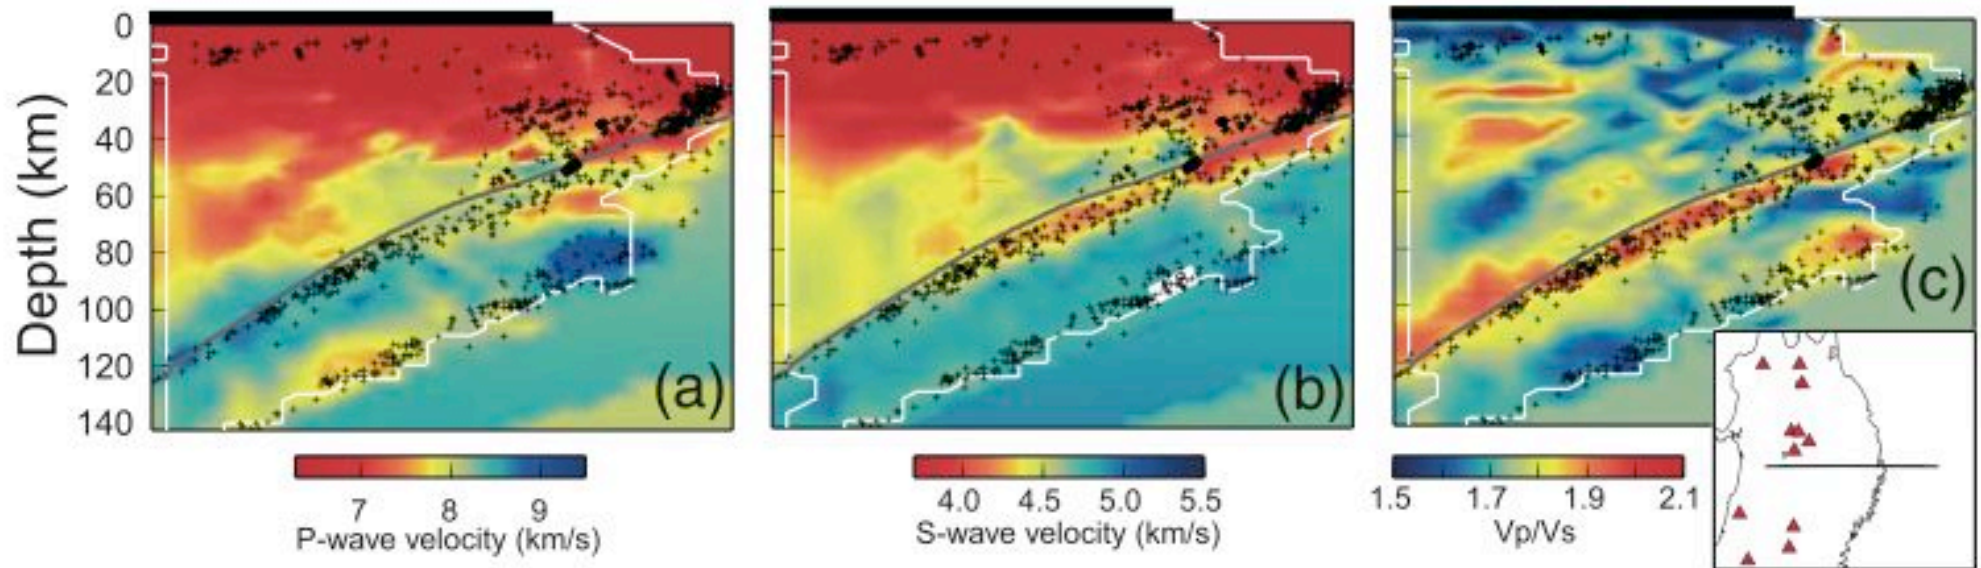 Depth (km)
0
20
40
60
80
100
120
140
(a)
(b)
(c)
7 8 9
P-wave velocity (km/s)
4.0 4.5 5.0 5.5
S-wave velocity (km/s)
1.5 1.7 1.9 2.1
Vp/Vs